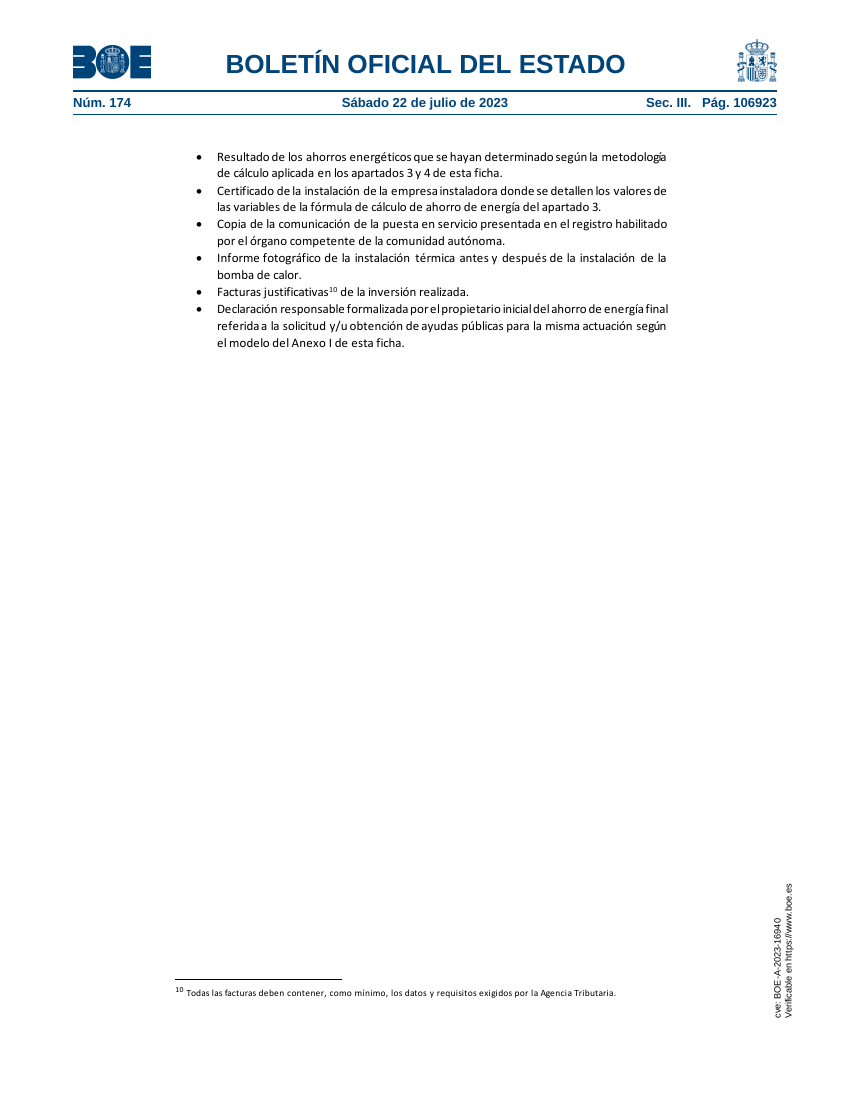 BOE
BOLETÍN OFICIAL DEL ESTADO
Núm. 174 Sábado 22 de julio de 2023 Sec. III. Pág. 106923
• Resultado de los ahorros energéticos que se hayan determinado según la metodología
de cálculo aplicada en los apartados 3 y 4 de esta ficha.
• Certificado de la instalación de la empresa instaladora donde se detallen los valores de
las variables de la fórmula de cálculo de ahorro de energía del apartado 3.
• Copia de la comunicación de la puesta en servicio presentada en el registro habilitado
por el órgano competente de la comunidad autónoma.
• Informe fotográfico de la instalación térmica antes y después de la instalación de la
bomba de calor.
• Facturas justificativas¹⁰ de la inversión realizada.
• Declaración responsable formalizada por el propietario inicial del ahorro de energía final
referida a la solicitud y/u obtención de ayudas públicas para la misma actuación según
el modelo del Anexo I de esta ficha.
¹⁰ Todas las facturas deben contener, como mínimo, los datos y requisitos exigidos por la Agencia Tributaria.
cve: BOE-A-2023-16940
Verificable en https://www.boe.es